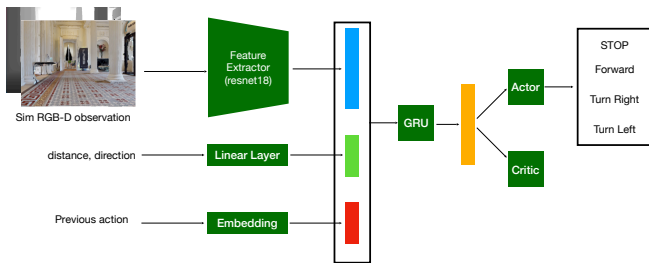 Feature
Extractor
(resnet18)
Sim RGB-D observation
distance, direction
Linear Layer
Previous action
Embedding
GRU
Actor
Critic
STOP
Forward
Turn Right
Turn Left